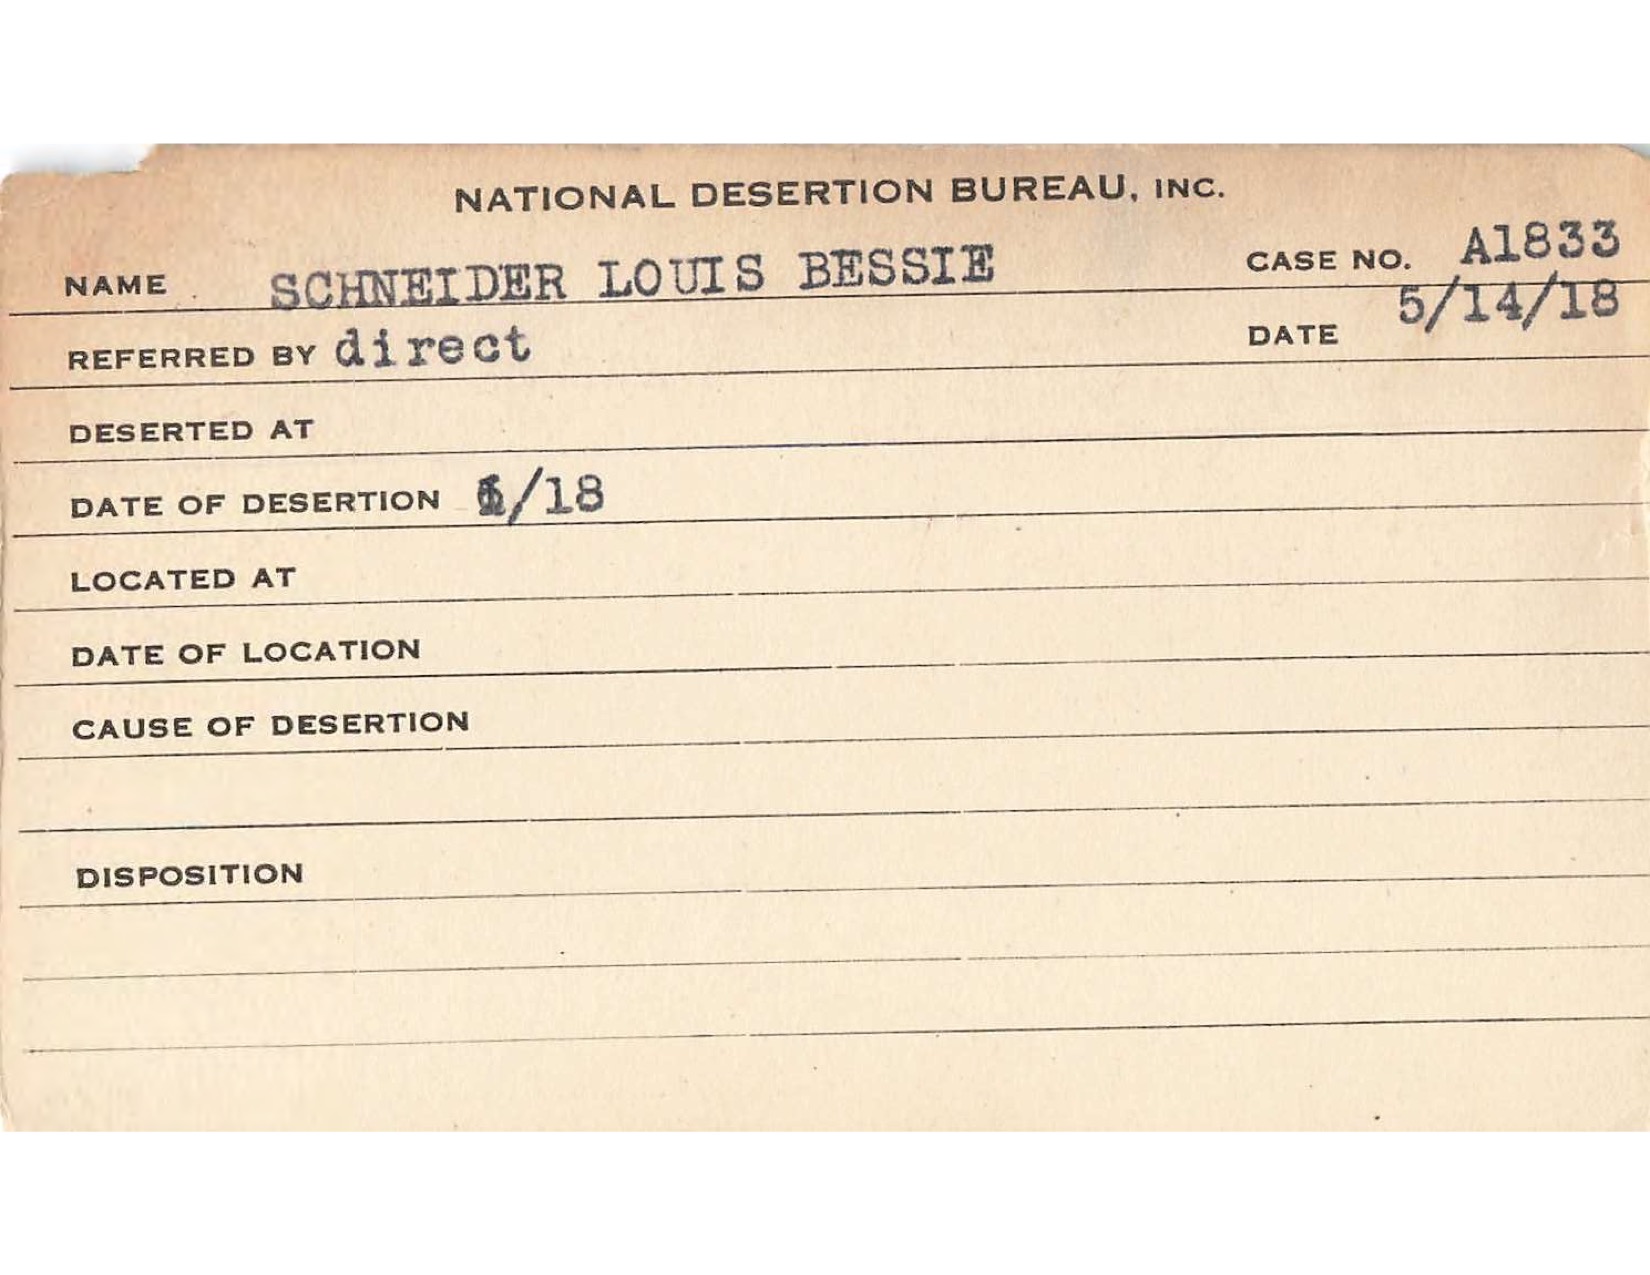 NATIONAL DESERTION BUREAU, INC.
NAME SCHNEIDER LOUIS BESSIE CASE NO. A1833
REFERRED BY direct DATE 5/14/18
DESERTED AT
DATE OF DESERTION /18
LOCATED AT
DATE OF LOCATION
CAUSE OF DESERTION
DISPOSITION